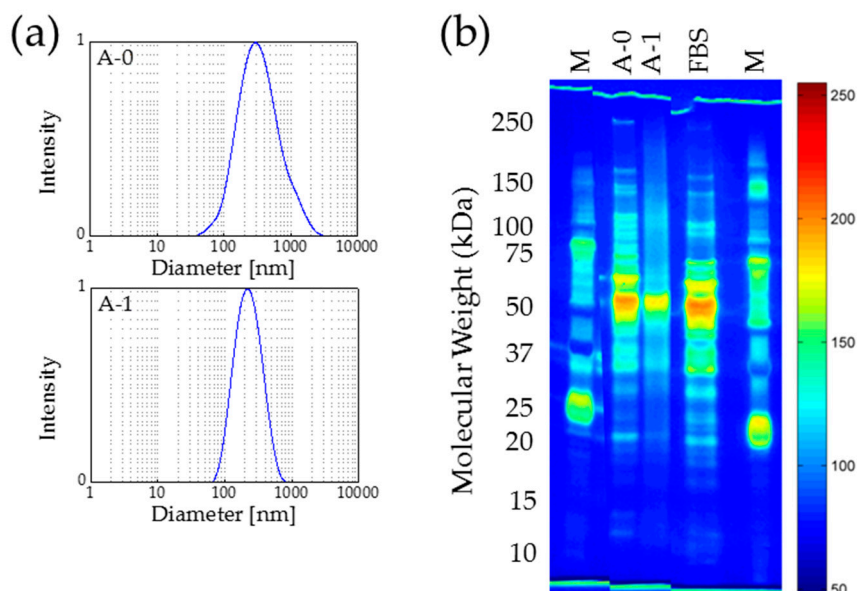 (a)
A-0
Intensity
1
0
1 10 100 1000 10000
Diameter [nm]
A-1
Intensity
1
0
1 10 100 1000 10000
Diameter [nm]
(b)
M A-0 A-1 FBS M
Molecular Weight (kDa)
250
150
100
75
50
37
25
20
15
10
250
200
150
100
50